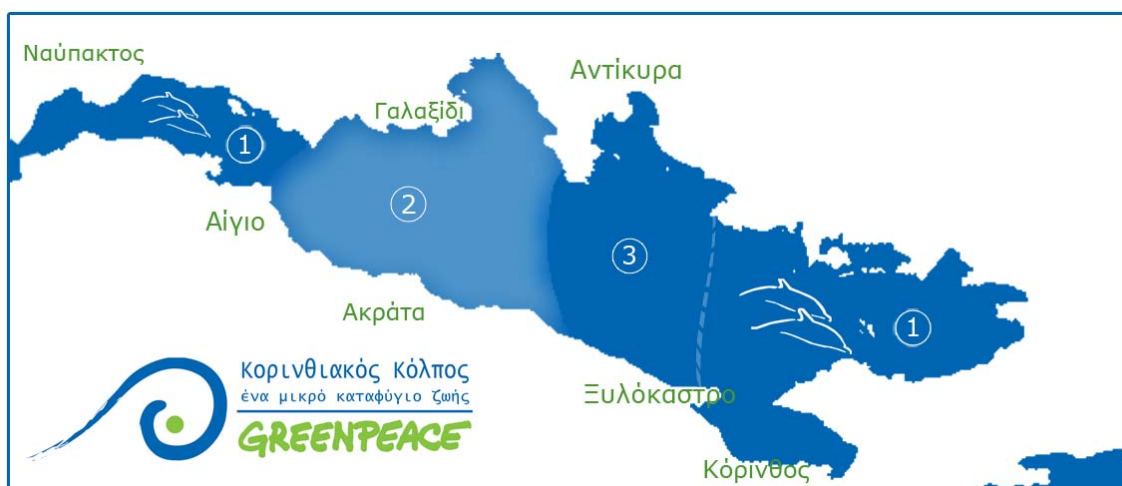 Ναύπακτος
Αντίκυρα
Γαλαξίδι
1
2
Αίγιο
3
Ακράτα
1
Κορινθιακός Κόλπος
ένα μικρό καταφύγιο ζωής
GREENPEACE
Ξυλόκαστρο
Κόρινθος